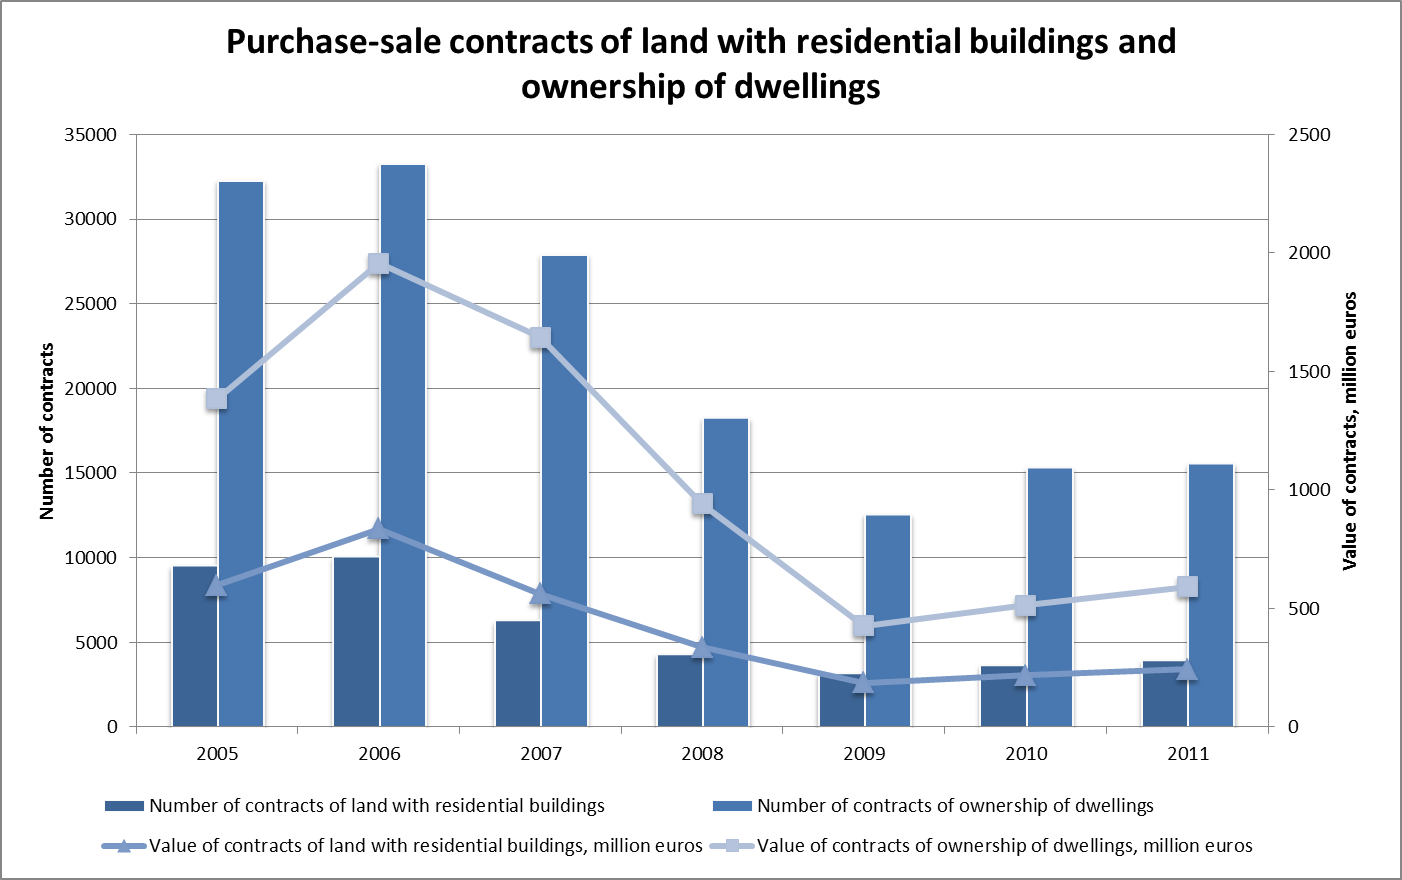 Purchase-sale contracts of land with residential buildings and
ownership of dwellings
35000
30000
25000
20000
15000
10000
5000
0
Number of contracts
2500
2000
1500
1000
500
0
Value of contracts, million euros
2005 2006 2007 2008 2009 2010 2011
Number of contracts of land with residential buildings Number of contracts of ownership of dwellings
Value of contracts of land with residential buildings, million euros Value of contracts of ownership of dwellings, million euros